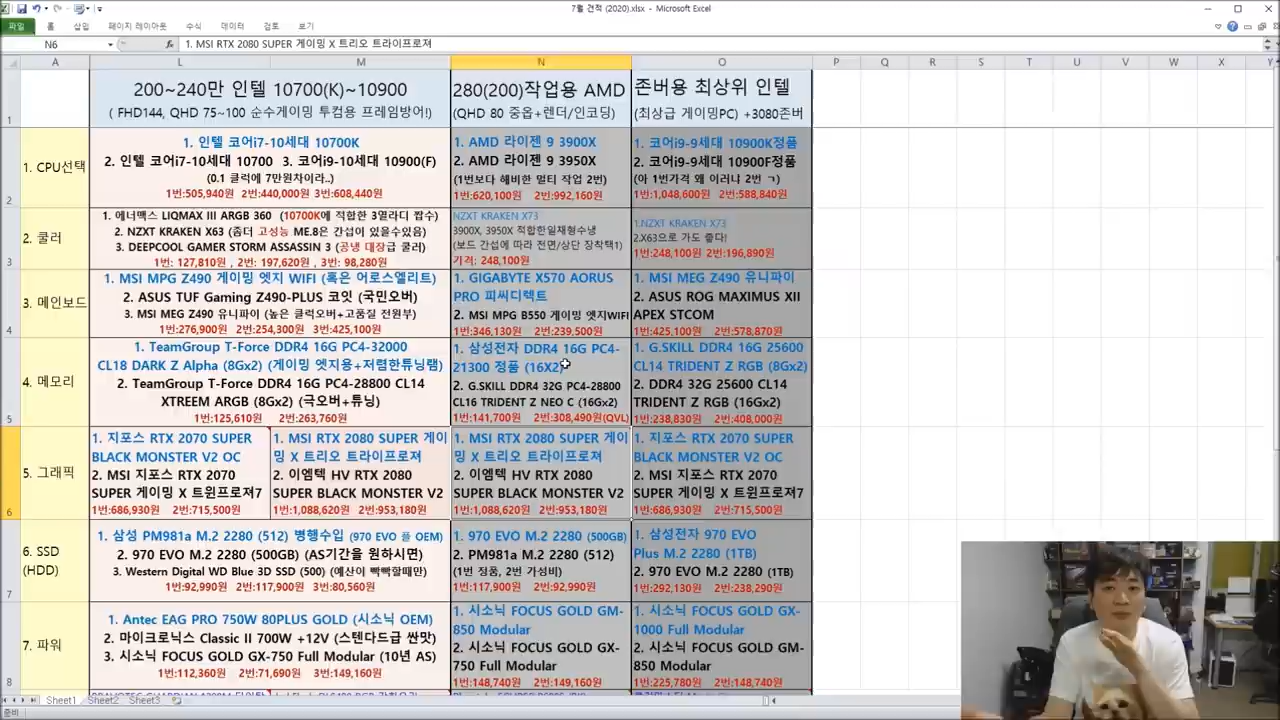 7월 견적 (2020).xlsx - Microsoft Excel
파일 홈 삽입 페이지 레이아웃 수식 데이터 검토 보기
N6 fx 1. MSI RTX 2080 SUPER 게이밍 X 트리오 트라이프로져
A L M N O P Q R S T U V W X Y
1
200~240만 인텔 10700(K)~10900
( FHD144, QHD 75~100 순수게이밍 투컴용 프레임방어!)
280(200)작업용 AMD
(QHD 80 중옵+렌더/인코딩)
존버용 최상위 인텔
(최상급 게이밍PC) +3080존버
2
1. CPU선택
1. 인텔 코어i7-10세대 10700K
2. 인텔 코어i7-10세대 10700 3. 코어i9-10세대 10900(F)
(0.1 클럭에 7만원차이라..)
1번:505,940원 2번:440,000원 3번:608,440원
1. AMD 라이젠 9 3900X
2. AMD 라이젠 9 3950X
(1번보다 해비한 멀티 작업 2번)
1번:620,100원 2번:992,160원
1. 코어i9-9세대 10900K정품
2. 코어i9-9세대 10900F정품
(아 1번가격 왜 이러냐 2번 ㄱ)
1번:1,048,600원 2번:588,840원
3
2. 쿨러
1. 에너맥스 LIQMAX III ARGB 360 (10700K에 적합한 3열라디 짭수)
2. NZXT KRAKEN X63 (좀더 고성능 ME.8은 간섭이 있을수있음)
3. DEEPCOOL GAMER STORM ASSASSIN 3 (공냉 대장급 쿨러)
1번: 127,810원 , 2번: 197,620원 , 3번: 98,280원
NZXT KRAKEN X73
3900X, 3950X 적합한일재형수냉
(보드 간섭에 따라 전면/상단 장착택1)
가격: 248,100원
1.NZXT KRAKEN X73
2.X63으로 가도 좋다!
1번:248,100원 2번:196,890원
4
3. 메인보드
1. MSI MPG Z490 게이밍 엣지 WIFI (혹은 어로스엘리트)
2. ASUS TUF Gaming Z490-PLUS 코잇 (국민오버)
3. MSI MEG Z490 유니파이 (높은 클럭오버+고품질 전원부)
1번:276,900원 2번:254,300원 3번:425,100원
1. GIGABYTE X570 AORUS
PRO 피씨디렉트
2. MSI MPG B550 게이밍 엣지WIFI
1번:346,130원 2번:239,500원
1. MSI MEG Z490 유니파이
2. ASUS ROG MAXIMUS XII
APEX STCOM
1번:425,100원 2번:578,870원
5
4. 메모리
1. TeamGroup T-Force DDR4 16G PC4-32000
CL18 DARK Z Alpha (8Gx2) (게이밍 엣지용+저렴한튜닝램)
2. TeamGroup T-Force DDR4 16G PC4-28800 CL14
XTREEM ARGB (8Gx2) (극오버+튜닝)
1번:125,610원 2번:263,760원
1. 삼성전자 DDR4 16G PC4-
21300 정품 (16X2)
2. G.SKILL DDR4 32G PC4-28800
CL16 TRIDENT Z NEO C (16Gx2)
1번:141,700원 2번:308,490원(QVL)
1. G.SKILL DDR4 16G 25600
CL14 TRIDENT Z RGB (8Gx2)
2. DDR4 32G 25600 CL14
TRIDENT Z RGB (16Gx2)
1번:238,830원 2번:408,000원
6
5. 그래픽
1. 지포스 RTX 2070 SUPER
BLACK MONSTER V2 OC
2. MSI 지포스 RTX 2070
SUPER 게이밍 X 트윈프로져7
1번:686,930원 2번:715,500원
1. MSI RTX 2080 SUPER 게이
밍 X 트리오 트라이프로져
2. 이엠텍 HV RTX 2080
SUPER BLACK MONSTER V2
1번:1,088,620원 2번:953,180원
1. MSI RTX 2080 SUPER 게이
밍 X 트리오 트라이프로져
2. 이엠텍 HV RTX 2080
SUPER BLACK MONSTER V2
1번:1,088,620원 2번:953,180원
1. 지포스 RTX 2070 SUPER
BLACK MONSTER V2 OC
2. MSI 지포스 RTX 2070
SUPER 게이밍 X 트윈프로져7
1번:686,930원 2번:715,500원
7
6. SSD
(HDD)
1. 삼성 PM981a M.2 2280 (512) 병행수입 (970 EVO 플 OEM)
2. 970 EVO M.2 2280 (500GB) (AS기간을 원하시면)
3. Western Digital WD Blue 3D SSD (500) (예산이 빡빡할때만)
1번:92,990원 2번:117,900원 3번:80,560원
1. 970 EVO M.2 2280 (500GB)
2. PM981a M.2 2280 (512)
(1번 정품, 2번 가성비)
1번:117,900원 2번:92,990원
1. 삼성전자 970 EVO
Plus M.2 2280 (1TB)
2. 970 EVO M.2 2280 (1TB)
1번:292,130원 2번:238,290원
8
7. 파워
1. Antec EAG PRO 750W 80PLUS GOLD (시소닉 OEM)
2. 마이크로닉스 Classic II 700W +12V (스텐다드급 싼맛)
3. 시소닉 FOCUS GOLD GX-750 Full Modular (10년 AS)
1번:112,360원 2번:71,690원 3번:149,160원
1. 시소닉 FOCUS GOLD GM-
850 Modular
2. 시소닉 FOCUS GOLD GX-
750 Full Modular
1번:148,740원 2번:149,160원
1. 시소닉 FOCUS GOLD GX-
1000 Full Modular
2. 시소닉 FOCUS GOLD GM-
850 Modular
1번:225,780원 2번:148,740원
Sheet1 Sheet2 Sheet3
준비